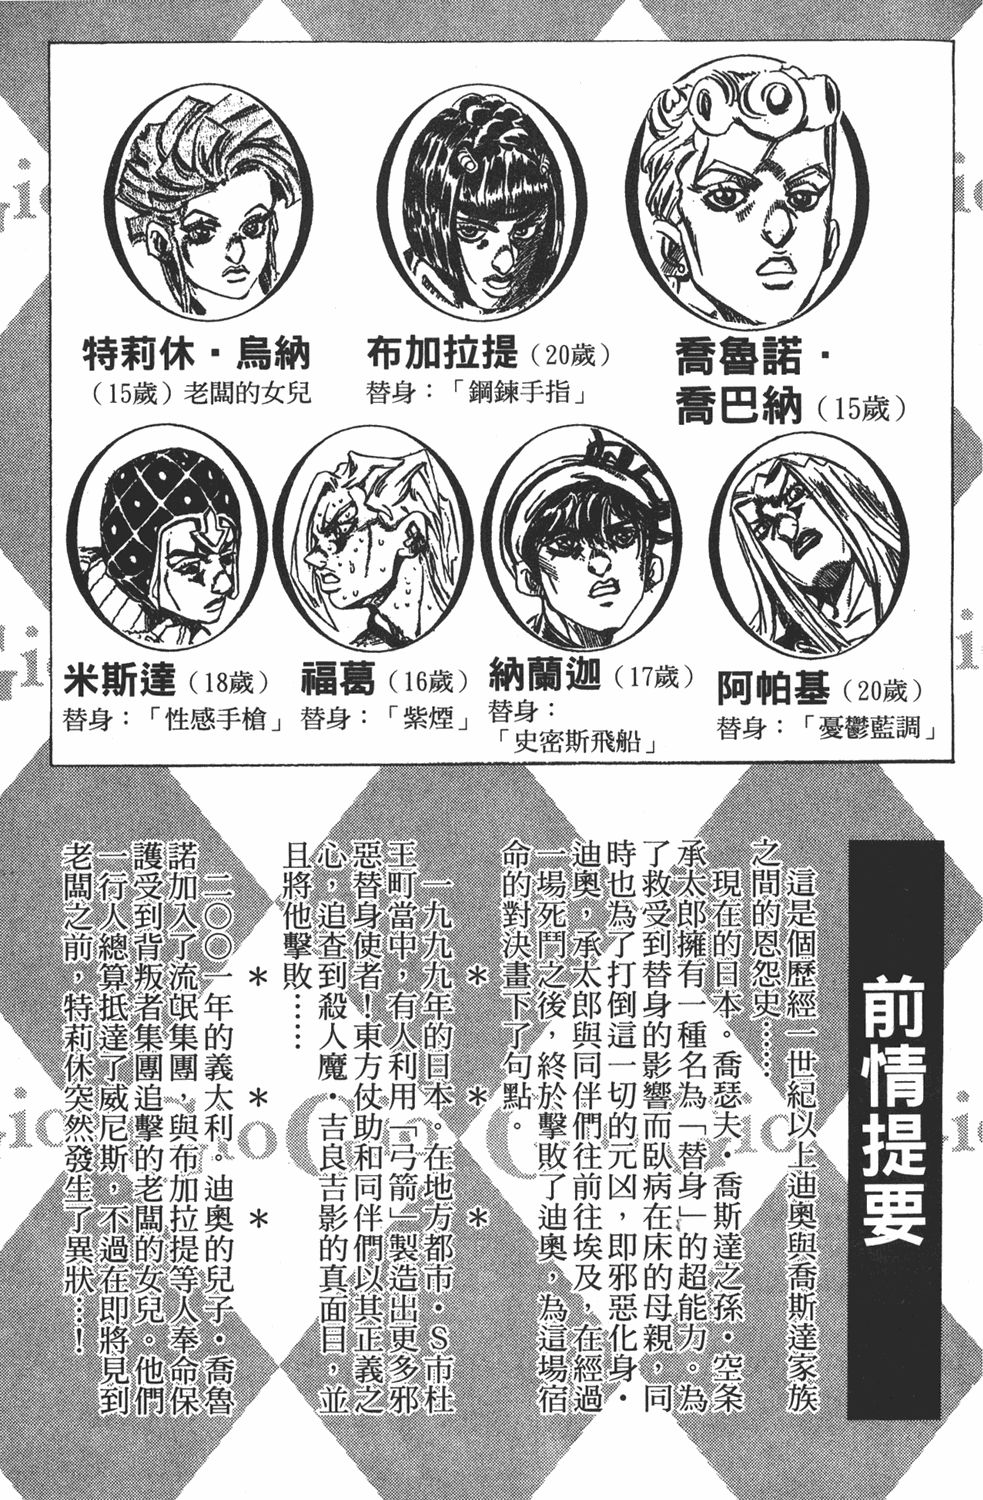 喬魯諾・
喬巴納（15歲）
布加拉提（20歲）
替身：「鋼鍊手指」
特莉休・烏納
（15歲）老闆的女兒
阿帕基（20歲）
替身：「憂鬱藍調」
納蘭迦（17歲）
替身：
「史密斯飛船」
福葛（16歲）
替身：「紫煙」
米斯達（18歲）
替身：「性感手槍」
前情提要
這是個歷經一世紀以上迪奧與喬斯達家族
之間的恩怨史……
現在的日本。喬瑟夫・喬斯達之孫・空条
承太郎擁有一種名為「替身」的超能力。為
了救受到替身的影響而臥病在床的母親，同
時也為了打倒這一切的元凶，即邪惡化身・
迪奧，承太郎與同伴們往前往埃及，在經過
一場死鬥之後，終於擊敗了迪奧，為這場宿
命的對決畫下了句點。
＊　＊　＊
一九九九年的日本。在地方都市・S市杜
王町當中，有人利用「弓箭」製造出更多邪
惡替身使者！東方仗助和同伴們以其正義之
心，追查到殺人魔・吉良吉影的真面目，並
且將他擊敗……
＊　＊　＊
二〇〇一年的義大利。迪奧的兒子・喬魯
諾加入了流氓集團，與布加拉提等人奉命保
護受到背叛者集團追擊的老闆的女兒。他們
一行人總算抵達了威尼斯，不過在即將見到
老闆之前，特莉休突然發生了異狀…！
GioGio
GioGio
Gio
Gio